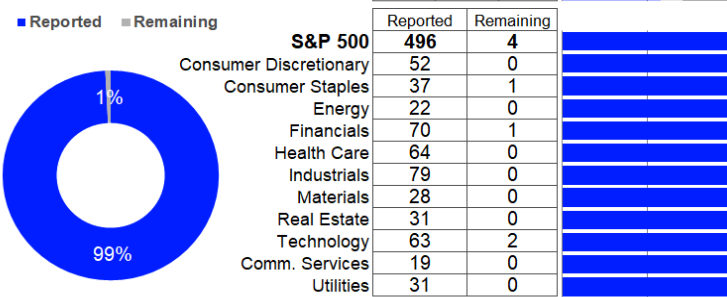 Reported Remaining
1%
99%
Reported Remaining
S&P 500 496 4
Consumer Discretionary 52 0
Consumer Staples 37 1
Energy 22 0
Financials 70 1
Health Care 64 0
Industrials 79 0
Materials 28 0
Real Estate 31 0
Technology 63 2
Comm. Services 19 0
Utilities 31 0